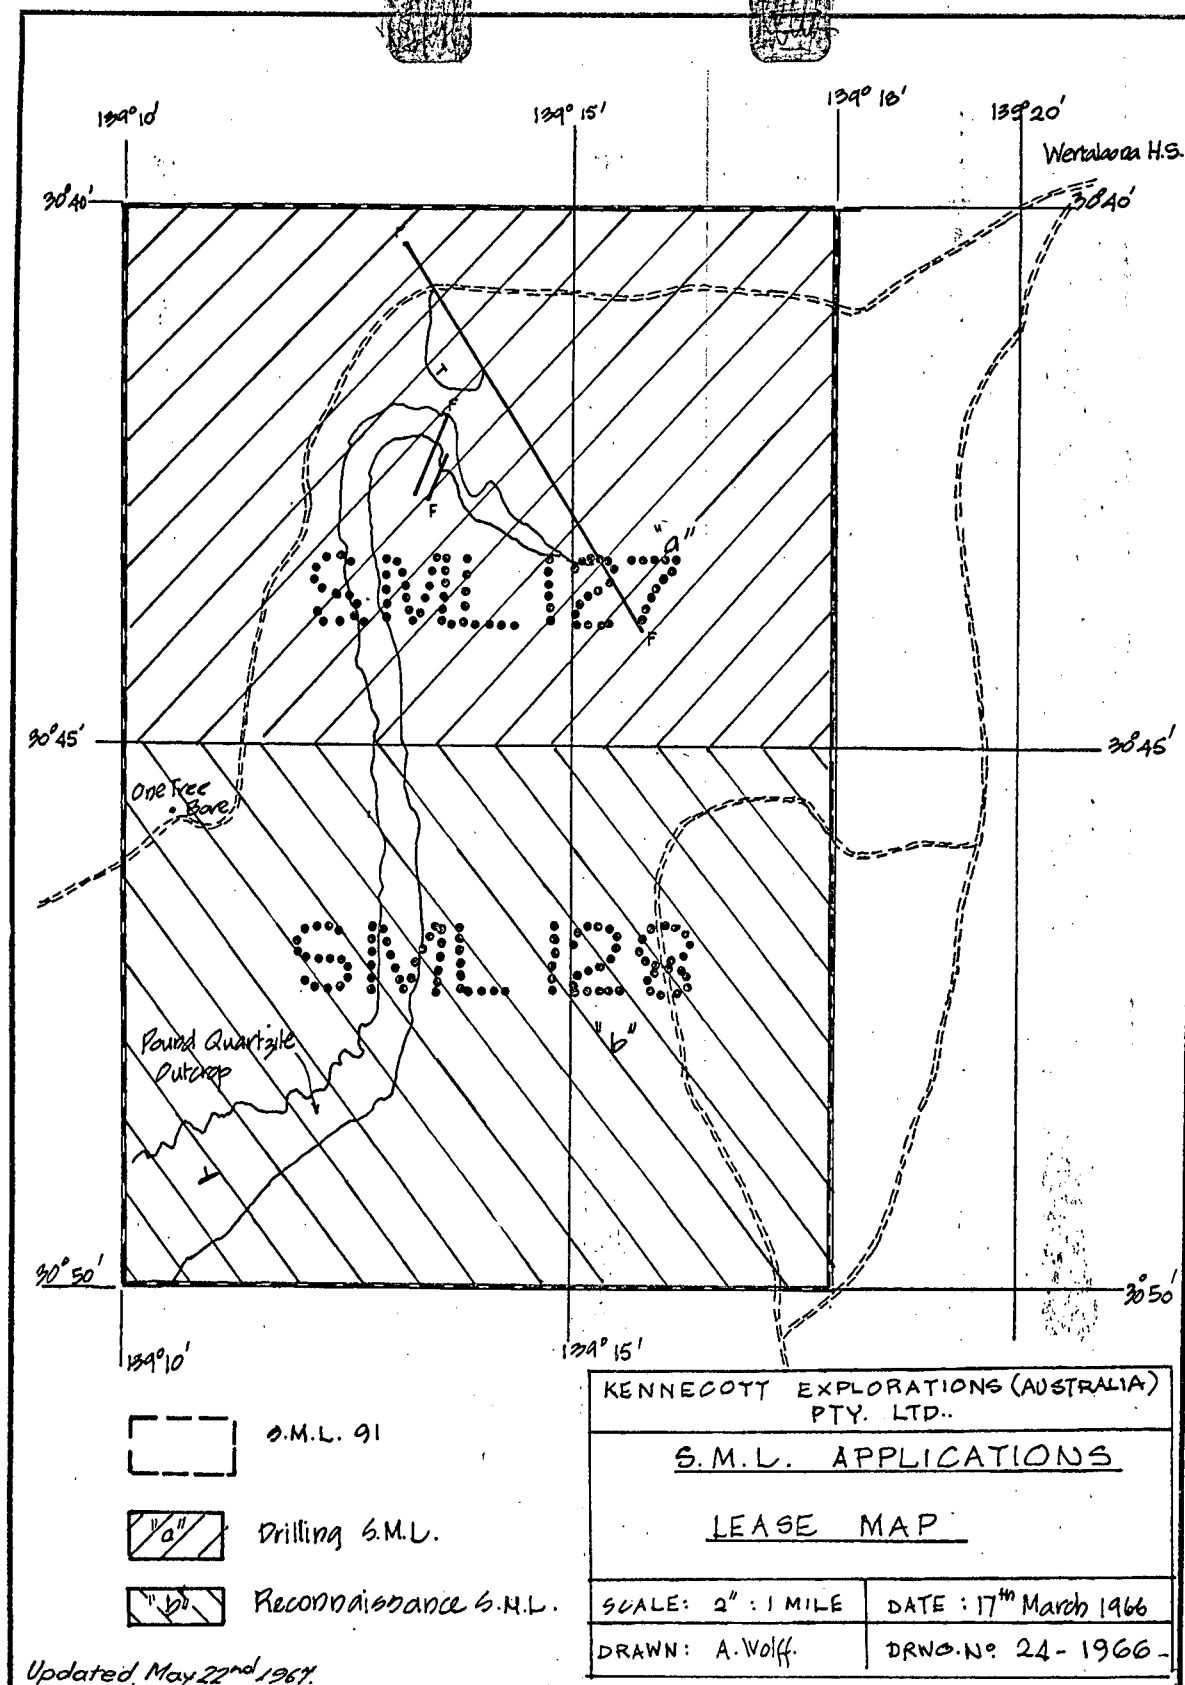 139° 10'
139° 15'
139° 18'
139° 20'
Wertaloona H.S.
30° 40'
30° 40'
F
T
F
F
"a"
SML 127
F
30° 45'
30° 45'
One Tree
Bore
SML 128
"b"
Pound Quartzite
Outcrop
30° 50'
30° 50'
139° 10'
139° 15'
KENNECOTT EXPLORATIONS (AUSTRALIA)
PTY. LTD..
S.M.L. APPLICATIONS
LEASE MAP
SCALE: 2" : 1 MILE
DATE : 17th March 1966
DRAWN: A. Wolff.
DRWG. No 24 - 1966 -
S.M.L. 91
"a" Drilling S.M.L.
"b" Reconnaissance S.M.L.
Updated May 22nd 1967.